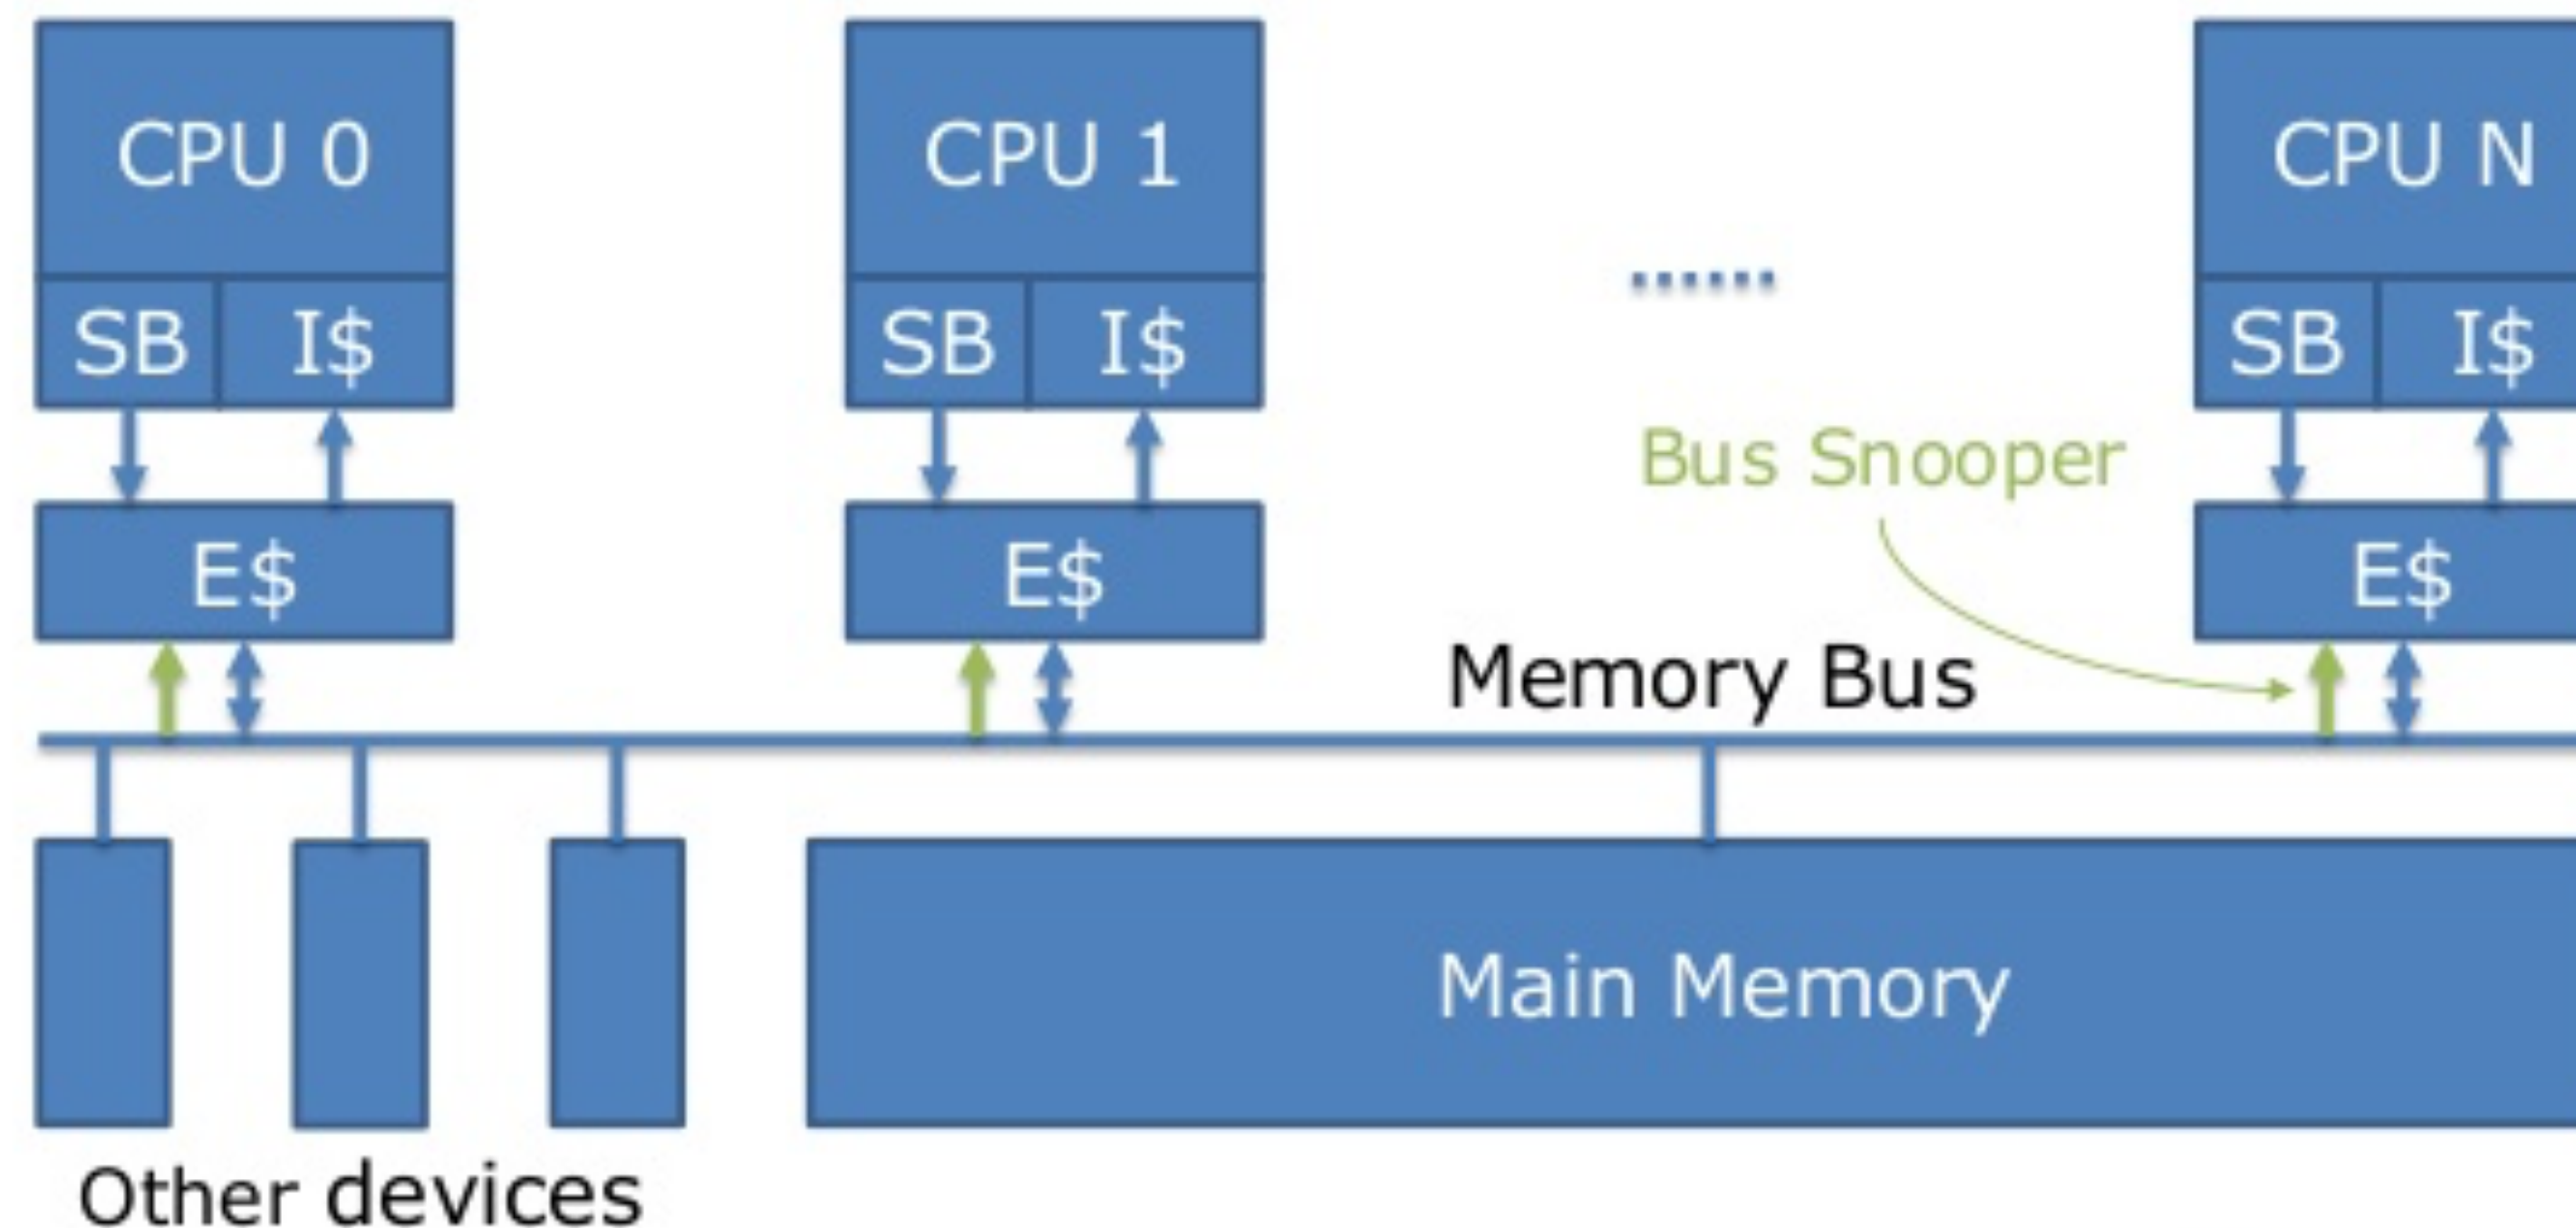 CPU 0
CPU 1
CPU N
SB
I$
SB
I$
......
SB
I$
Bus Snooper
E$
E$
E$
Memory Bus
Main Memory
Other devices